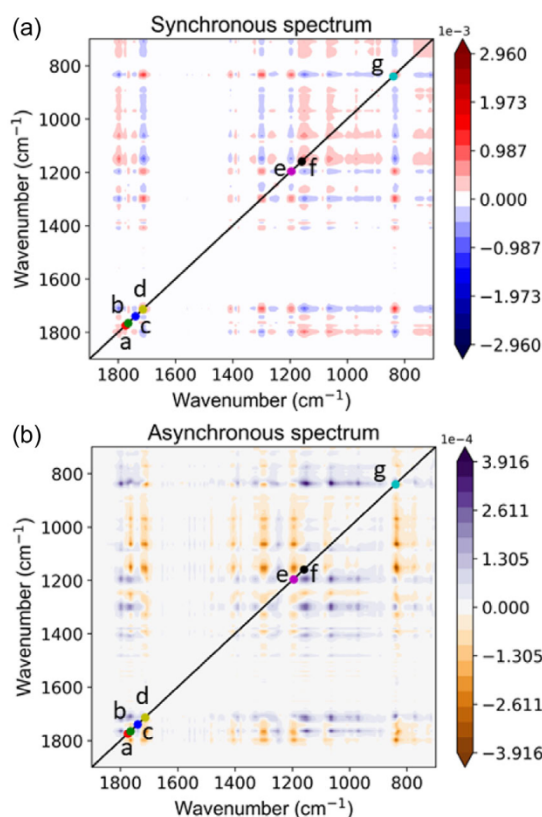 (a)
Synchronous spectrum
1e−3
800
1000
1200
1400
1600
1800
Wavenumber (cm⁻¹)
g
e
f
d
b
c
a
2.960
1.973
0.987
0.000
−0.987
−1.973
−2.960
1800 1600 1400 1200 1000 800
Wavenumber (cm⁻¹)
(b)
Asynchronous spectrum
1e−4
800
1000
1200
1400
1600
1800
Wavenumber (cm⁻¹)
g
e
f
d
b
c
a
3.916
2.611
1.305
0.000
−1.305
−2.611
−3.916
1800 1600 1400 1200 1000 800
Wavenumber (cm⁻¹)